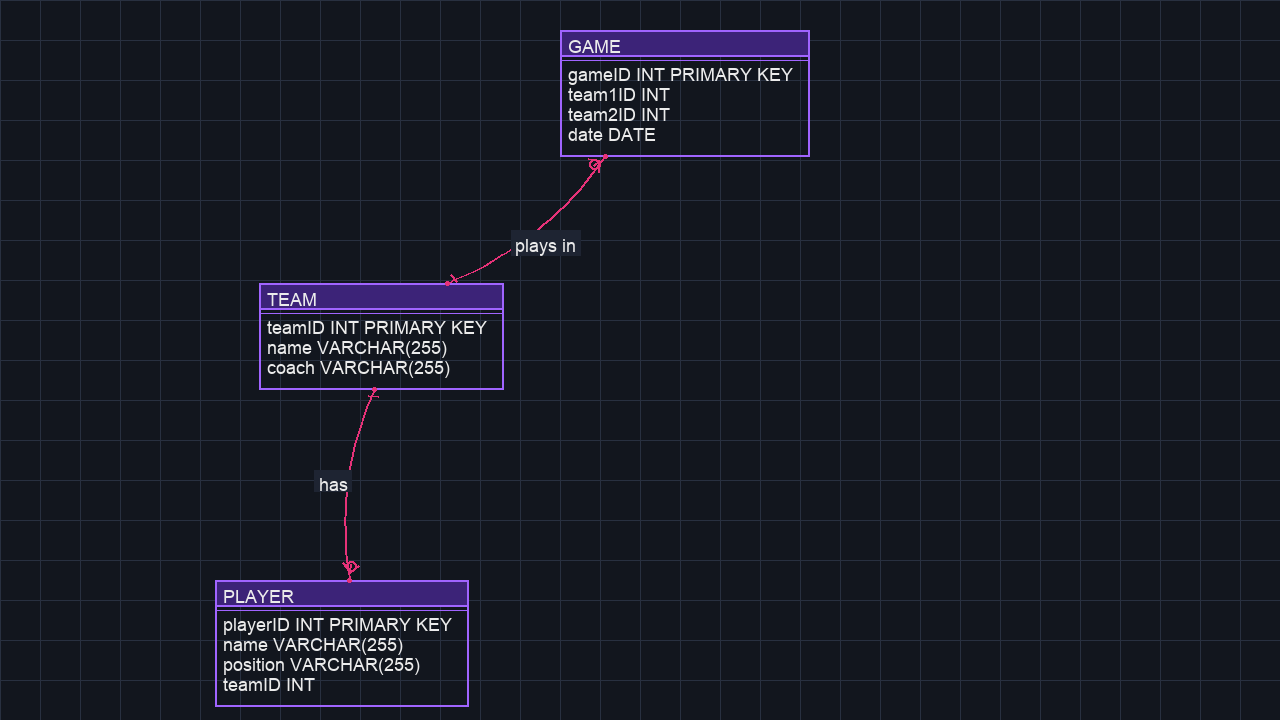 GAME
gameID INT PRIMARY KEY
team1ID INT
team2ID INT
date DATE
plays in
TEAM
teamID INT PRIMARY KEY
name VARCHAR(255)
coach VARCHAR(255)
has
PLAYER
playerID INT PRIMARY KEY
name VARCHAR(255)
position VARCHAR(255)
teamID INT